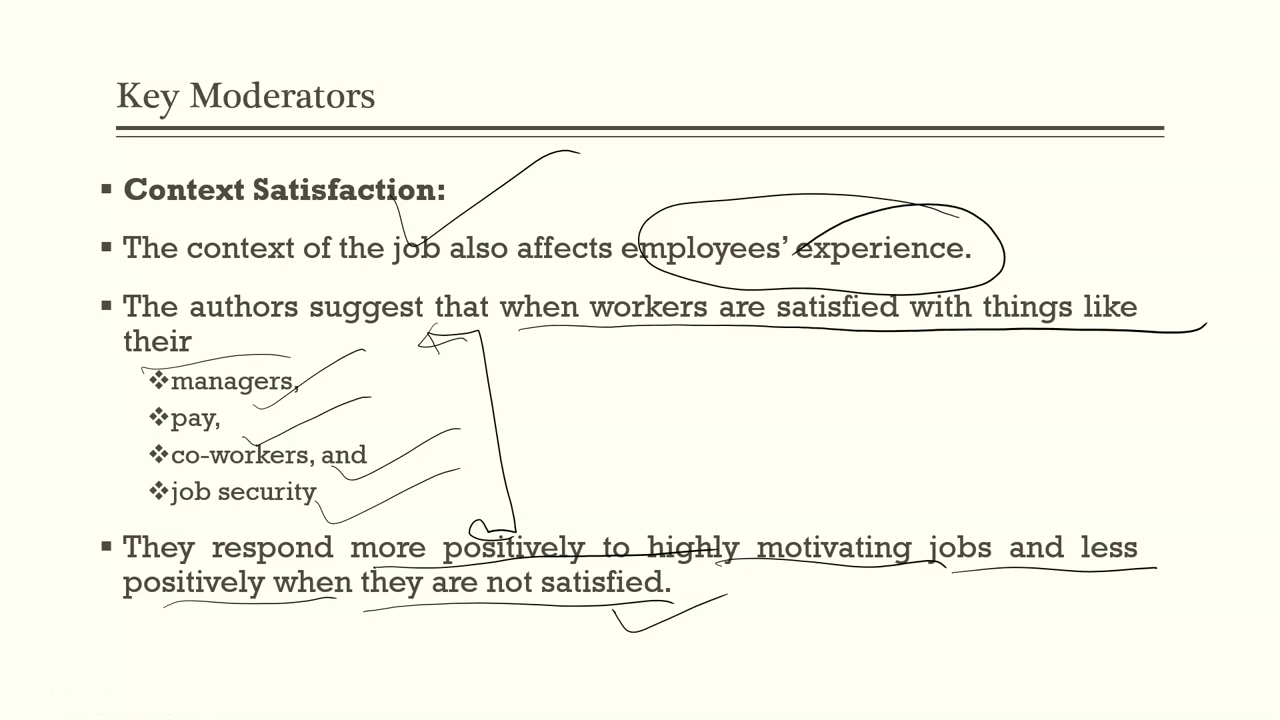 Key Moderators
▪ Context Satisfaction:
▪ The context of the job also affects employees’ experience.
▪ The authors suggest that when workers are satisfied with things like
their
❖managers,
❖pay,
❖co-workers, and
❖job security
▪ They respond more positively to highly motivating jobs and less
positively when they are not satisfied.